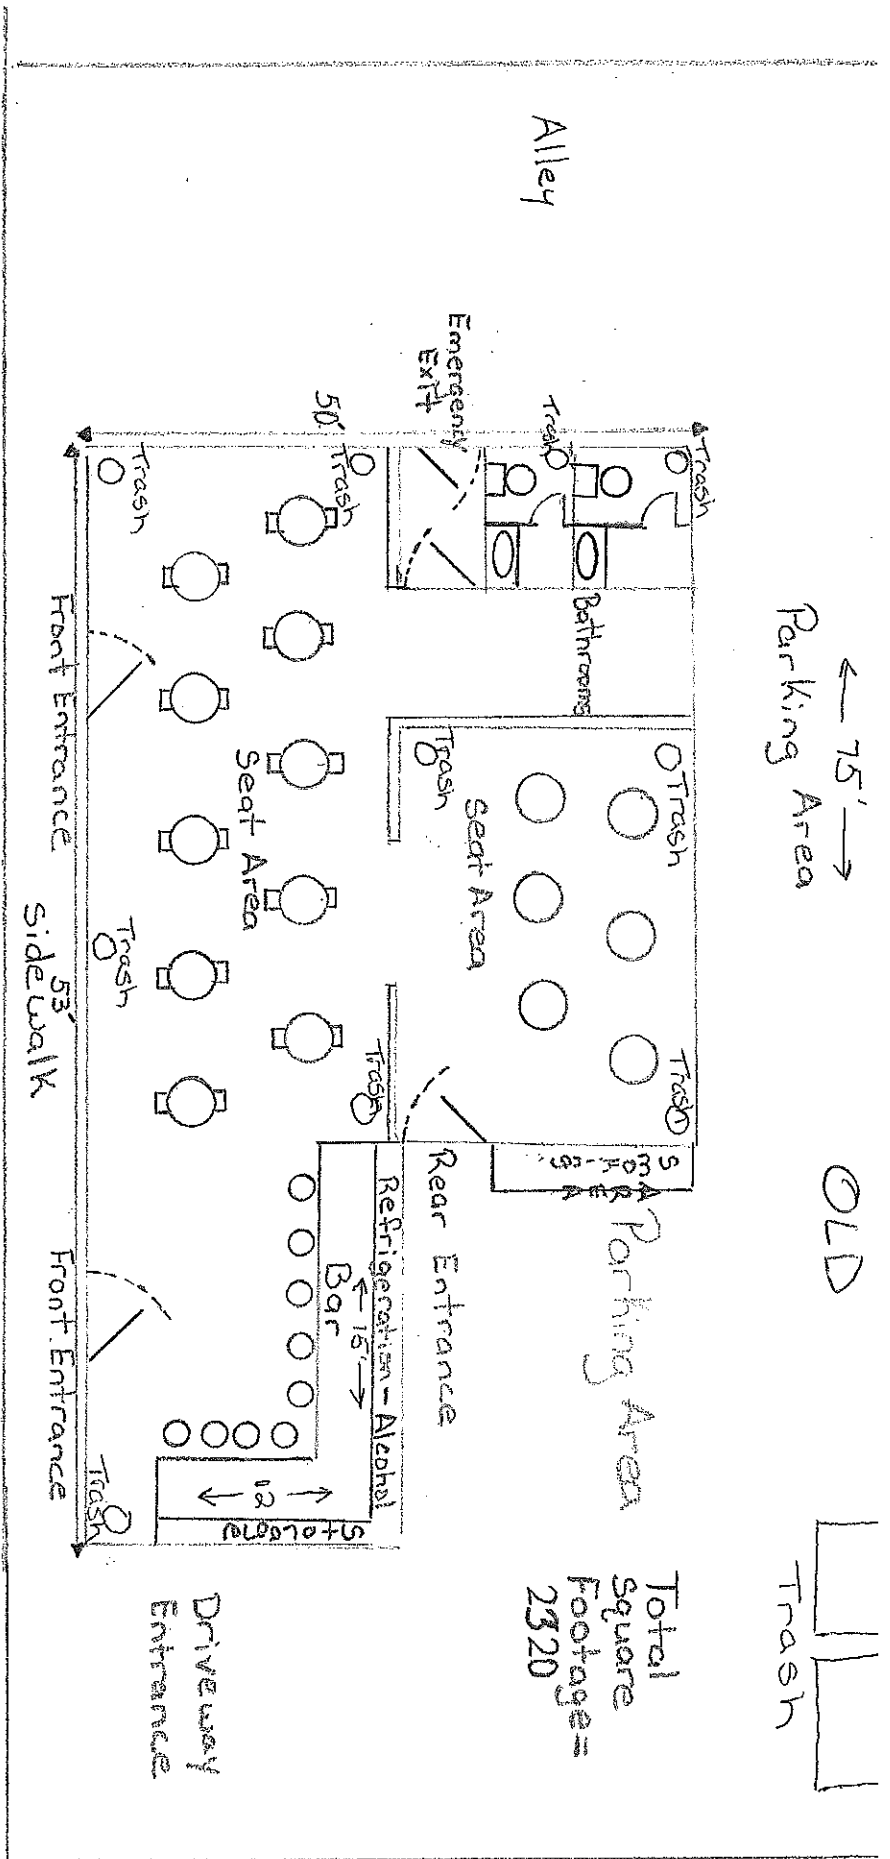 Alley
← 75' →
Parking Area
OLD
Trash
Emergency
Exit
50'
Trash
Trash
Trash
Trash
Bathrooms
Trash
Trash
Seat Area
Seat Area
Trash
Trash
Trash
SMOKING
AREA
Parking Area
Rear Entrance
Refrigeration-Alcohol
← 15' →
Bar
← 12 →
Storage
Trash
Front Entrance
53'
Sidewalk
Front Entrance
Total
Square
Footage=
2320
Driveway
Entrance